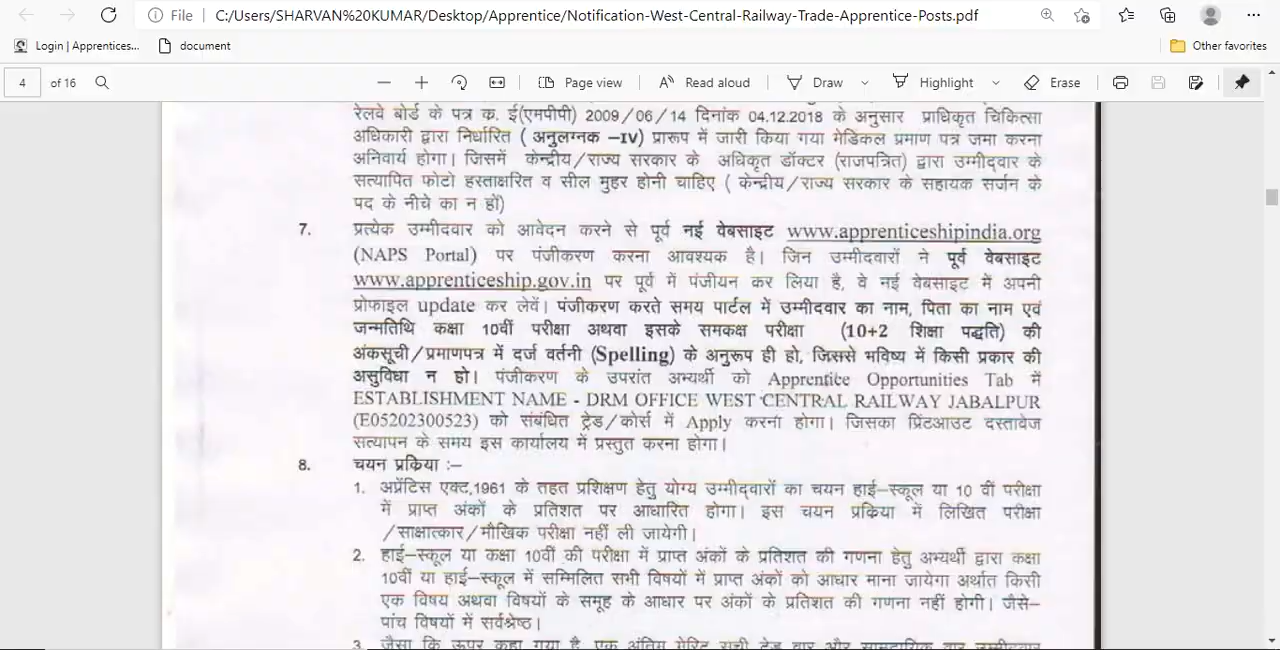 File C:/Users/SHARVAN%20KUMAR/Desktop/Apprentice/Notification-West-Central-Railway-Trade-Apprentice-Posts.pdf
Login | Apprentices... document Other favorites
4 of 16 Page view Read aloud Draw Highlight Erase
रेलवे बोर्ड के पत्र क. ई(एमपीपी) 2009/06/14 दिनांक 04.12.2018 के अनुसार प्राधिकृत चिकित्सा
अधिकारी द्वारा निर्धारित ( अनुलग्नक –IV) प्रारूप में जारी किया गया मेडिकल प्रमाण पत्र जमा करना
अनिवार्य होगा। जिसमें केन्द्रीय/राज्य सरकार के अधिकृत डॉक्टर (राजपत्रित) द्वारा उम्मीदवार के
सत्यापित फोटो हस्ताक्षरित व सील मुहर होनी चाहिए ( केन्द्रीय/राज्य सरकार के सहायक सर्जन के
पद के नीचे का न हों)
7. प्रत्येक उम्मीदवार को आवेदन करने से पूर्व नई वेबसाइट www.apprenticeshipindia.org
(NAPS Portal) पर पंजीकरण करना आवश्यक है। जिन उम्मीदवारों ने पूर्व वेबसाइट
www.apprenticeship.gov.in पर पूर्व में पंजीयन कर लिया है, वे नई वेबसाइट में अपनी
प्रोफाइल update कर लेवें। पंजीकरण करते समय पार्टल में उम्मीदवार का नाम, पिता का नाम एवं
जन्मतिथि कक्षा 10वीं परीक्षा अथवा इसके समकक्ष परीक्षा (10+2 शिक्षा पद्धति) की
अंकसूची/प्रमाणपत्र में दर्ज वर्तनी (Spelling) के अनुरूप ही हो, जिससे भविष्य में किसी प्रकार की
असुविधा न हो। पंजीकरण के उपरांत अभ्यर्थी को Apprentice Opportunities Tab में
ESTABLISHMENT NAME - DRM OFFICE WEST CENTRAL RAILWAY JABALPUR
(E05202300523) को संबंधित ट्रेड/कोर्स में Apply करना होगा। जिसका प्रिंटआउट दस्तावेज
सत्यापन के समय इस कार्यालय में प्रस्तुत करना होगा।
8. चयन प्रक्रिया :–
1. अप्रेंटिस एक्ट,1961 के तहत प्रशिक्षण हेतु योग्य उम्मीद्वारों का चयन हाई–स्कूल या 10 वीं परीक्षा
में प्राप्त अंकों के प्रतिशत पर आधारित होगा। इस चयन प्रक्रिया में लिखित परीक्षा
/साक्षात्कार/मौखिक परीक्षा नहीं ली जायेगी।
2. हाई–स्कूल या कक्षा 10वीं की परीक्षा में प्राप्त अंकों के प्रतिशत की गणना हेतु अभ्यर्थी द्वारा कक्षा
10वीं या हाई–स्कूल में सम्मिलित सभी विषयों में प्राप्त अंकों को आधार माना जायेगा अर्थात किसी
एक विषय अथवा विषयों के समूह के आधार पर अंकों के प्रतिशत की गणना नहीं होगी। जैसे–
पांच विषयों में सर्वश्रेष्ठ।
3. जैसा कि ऊपर कहा गया है, एक अंतिम मेरिट सूची ट्रेड वार और सामुदायिक वार उम्मीदवार